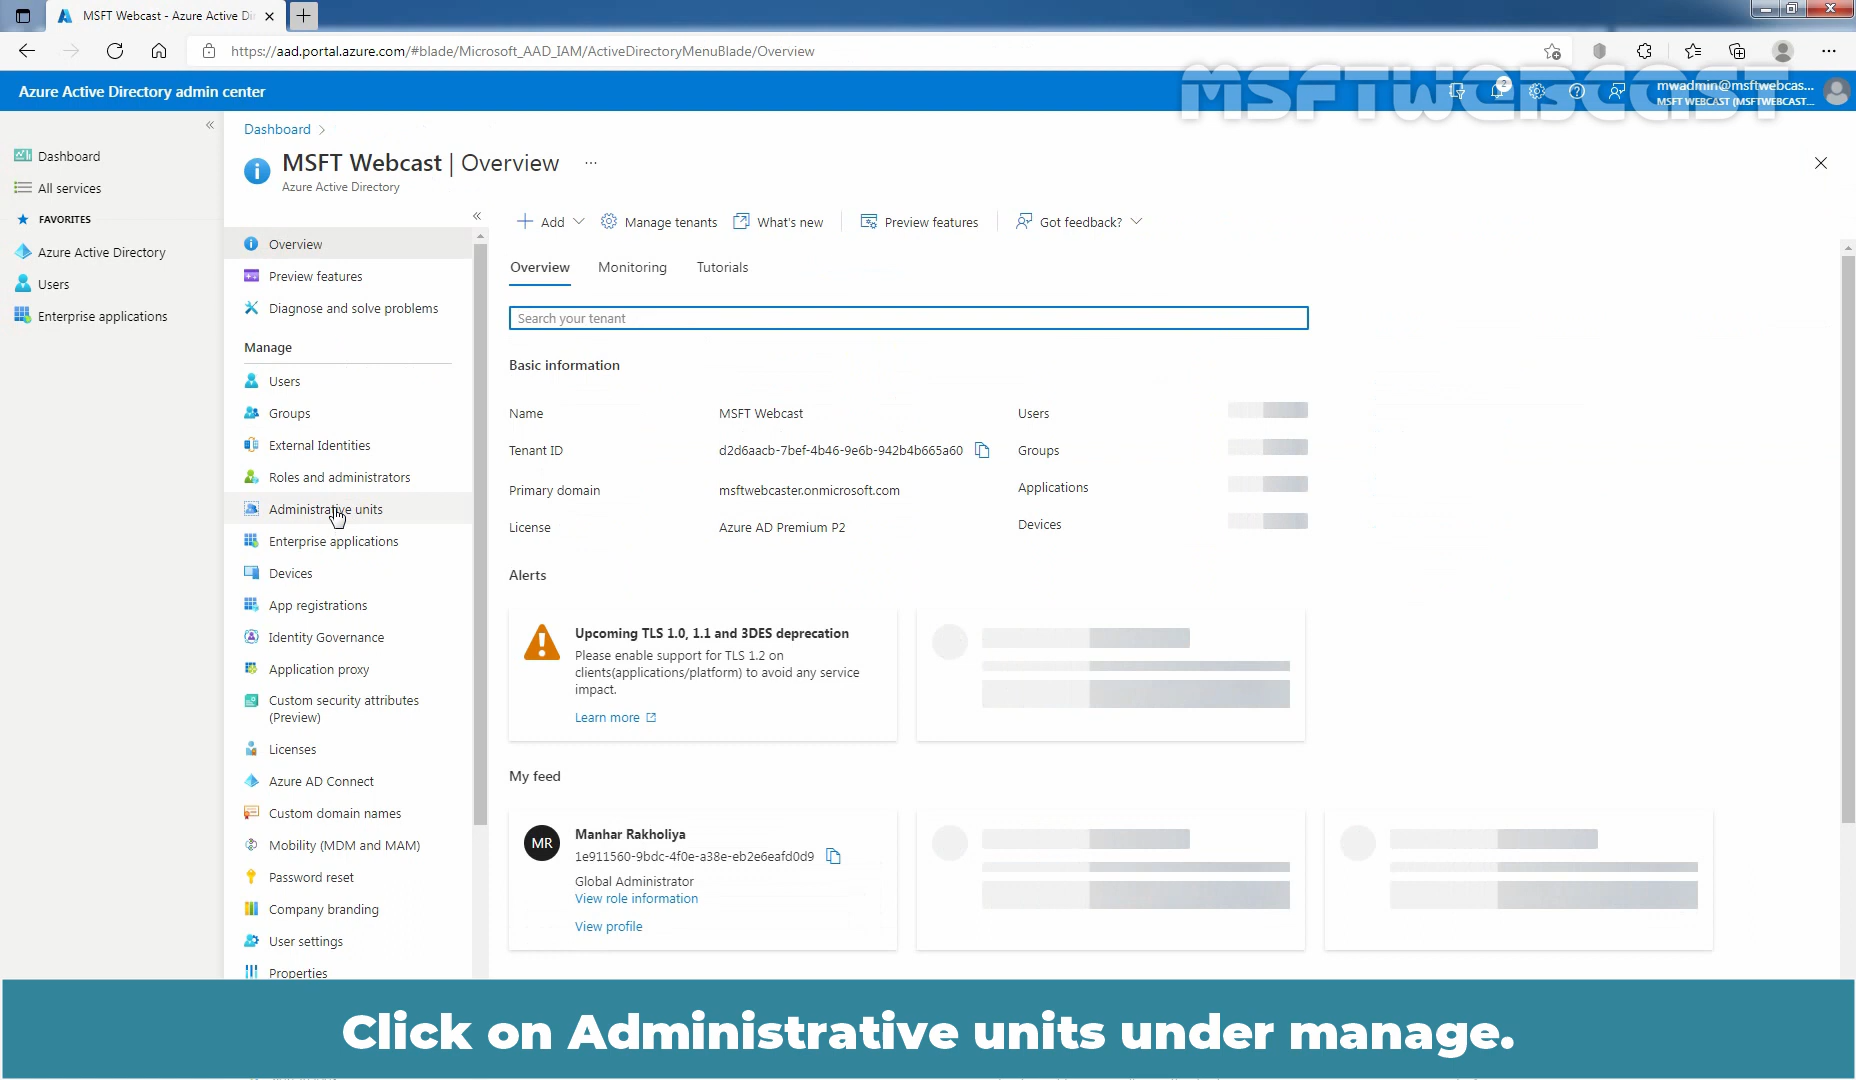 MSFT Webcast - Azure Active Di
https://aad.portal.azure.com/#blade/Microsoft_AAD_IAM/ActiveDirectoryMenuBlade/Overview
Azure Active Directory admin center
MSFTWEBCAST
2
mwadmin@msftwebcas...
MSFT WEBCAST (MSFTWEBCAST....
Dashboard
All services
FAVORITES
Azure Active Directory
Users
Enterprise applications
Dashboard
MSFT Webcast | Overview ...
Azure Active Directory
Overview
Preview features
Diagnose and solve problems
Manage
Users
Groups
External Identities
Roles and administrators
Administrative units
Enterprise applications
Devices
App registrations
Identity Governance
Application proxy
Custom security attributes
(Preview)
Licenses
Azure AD Connect
Custom domain names
Mobility (MDM and MAM)
Password reset
Company branding
User settings
Properties
Add Manage tenants What's new Preview features Got feedback?
Overview Monitoring Tutorials
Search your tenant
Basic information
Name MSFT Webcast Users
Tenant ID d2d6aacb-7bef-4b46-9e6b-942b4b665a60 Groups
Primary domain msftwebcaster.onmicrosoft.com Applications
License Azure AD Premium P2 Devices
Alerts
Upcoming TLS 1.0, 1.1 and 3DES deprecation
Please enable support for TLS 1.2 on
clients(applications/platform) to avoid any service
impact.
Learn more
My feed
MR
Manhar Rakholiya
1e911560-9bdc-4f0e-a38e-eb2e6eafd0d9
Global Administrator
View role information
View profile
Click on Administrative units under manage.